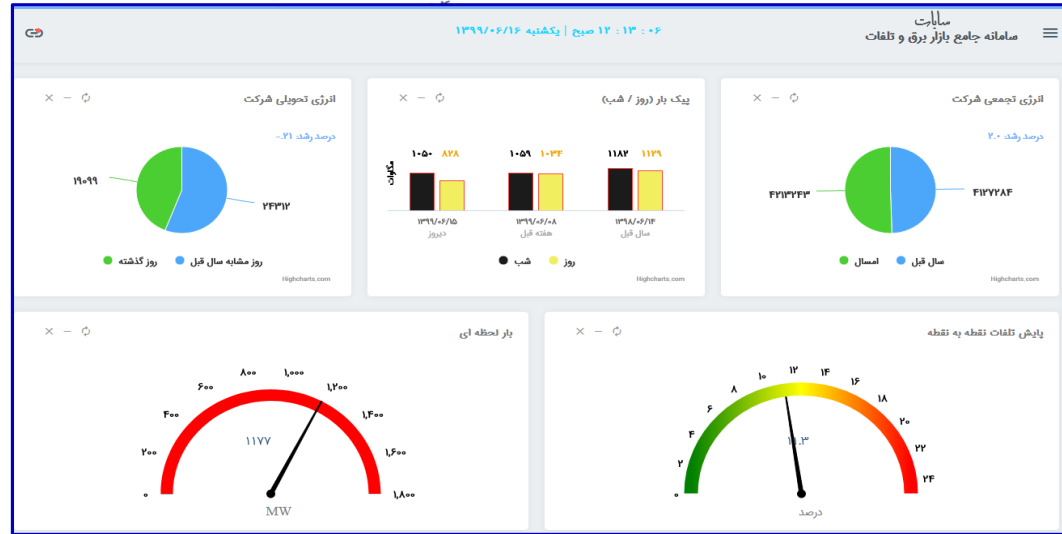 ساپابت
سامانه جامع بازار برق و تلفات
۰۶ : ۱۳ : ۱۲ صبح | یکشنبه ۱۳۹۹/۰۶/۱۶
انرژی تجمعی شرکت
درصد رشد: ۲.۰
۴۱۲۷۲۸۴
۴۲۱۳۲۴۳
سال قبل
امسال
Highcharts.com
پیک بار (روز / شب)
مگاوات
۱۱۸۲ ۱۱۲۹
۱۰۵۹ ۱۰۳۴
۱۰۵۰ ۸۲۸
۱۳۹۸/۰۶/۱۴
سال قبل
۱۳۹۹/۰۶/۰۸
هفته قبل
۱۳۹۹/۰۶/۱۵
دیروز
روز
شب
Highcharts.com
انرژی تحویلی شرکت
درصد رشد: ۲۱.-
۱۹۰۹۹
۲۴۳۱۲
روز مشابه سال قبل
روز گذشته
Highcharts.com
پایش تلفات نقطه به نقطه
۰
۲
۴
۶
۸
۱۰
۱۲
۱۴
۱۶
۱۸
۲۰
۲۲
۲۴
۱۱.۳
درصد
بار لحظه ای
۰
۲۰۰
۴۰۰
۶۰۰
۸۰۰
۱,۰۰۰
۱,۲۰۰
۱,۴۰۰
۱,۶۰۰
۱,۸۰۰
۱۱۷۷
MW